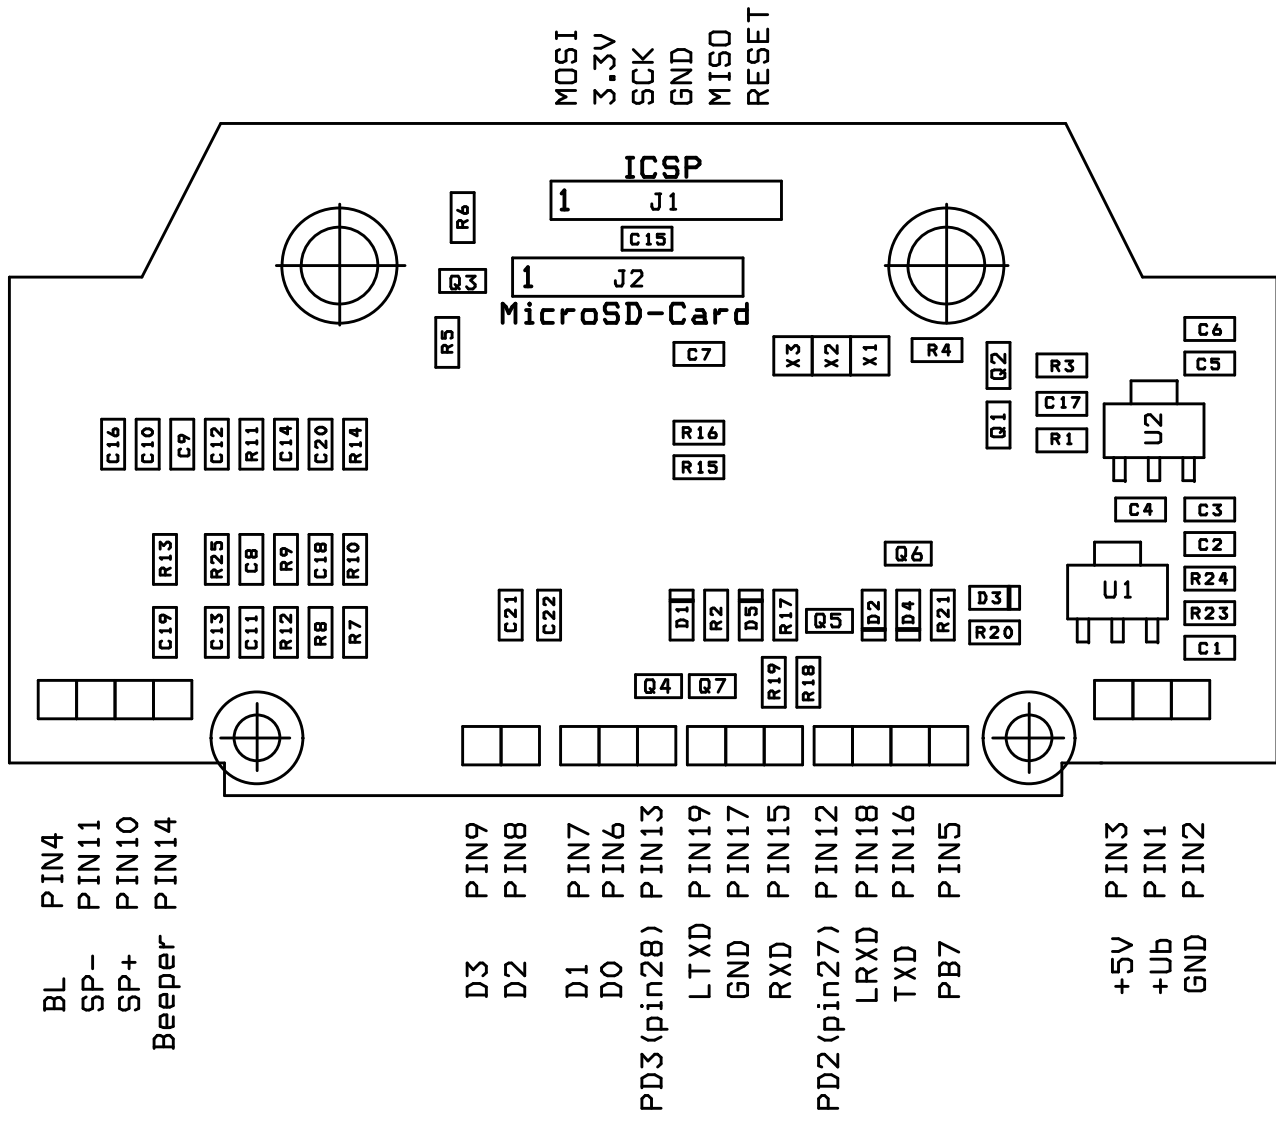 MOSI
3.3V
SCK
GND
MISO
RESET
ICSP
1 J1
R6
C15
Q3
1 J2
MicroSD-Card
R5
C7
X3 X2 X1
R4
Q2
R3
C6
C5
C17
Q1
R1
U2
C16 C10 C9 C12 R11 C14 C20 R14
R16
R15
C4
C3
C2
R13 R25 C8 R9 C18 R10
Q6
U1
R24
R23
C1
C19 C13 C11 R12 R8 R7
C21 C22
D1 R2 D5 R17
Q5
D2 D4 R21
D3
R20
Q4 Q7
R19 R18
BL PIN4
SP- PIN11
SP+ PIN10
Beeper PIN14
D3 PIN9
D2 PIN8
D1 PIN7
D0 PIN6
PD3(pin28) PIN13
LTXD PIN19
GND PIN17
RXD PIN15
PD2(pin27) PIN12
LRXD PIN18
TXD PIN16
PB7 PIN5
+5V PIN3
+Ub PIN1
GND PIN2